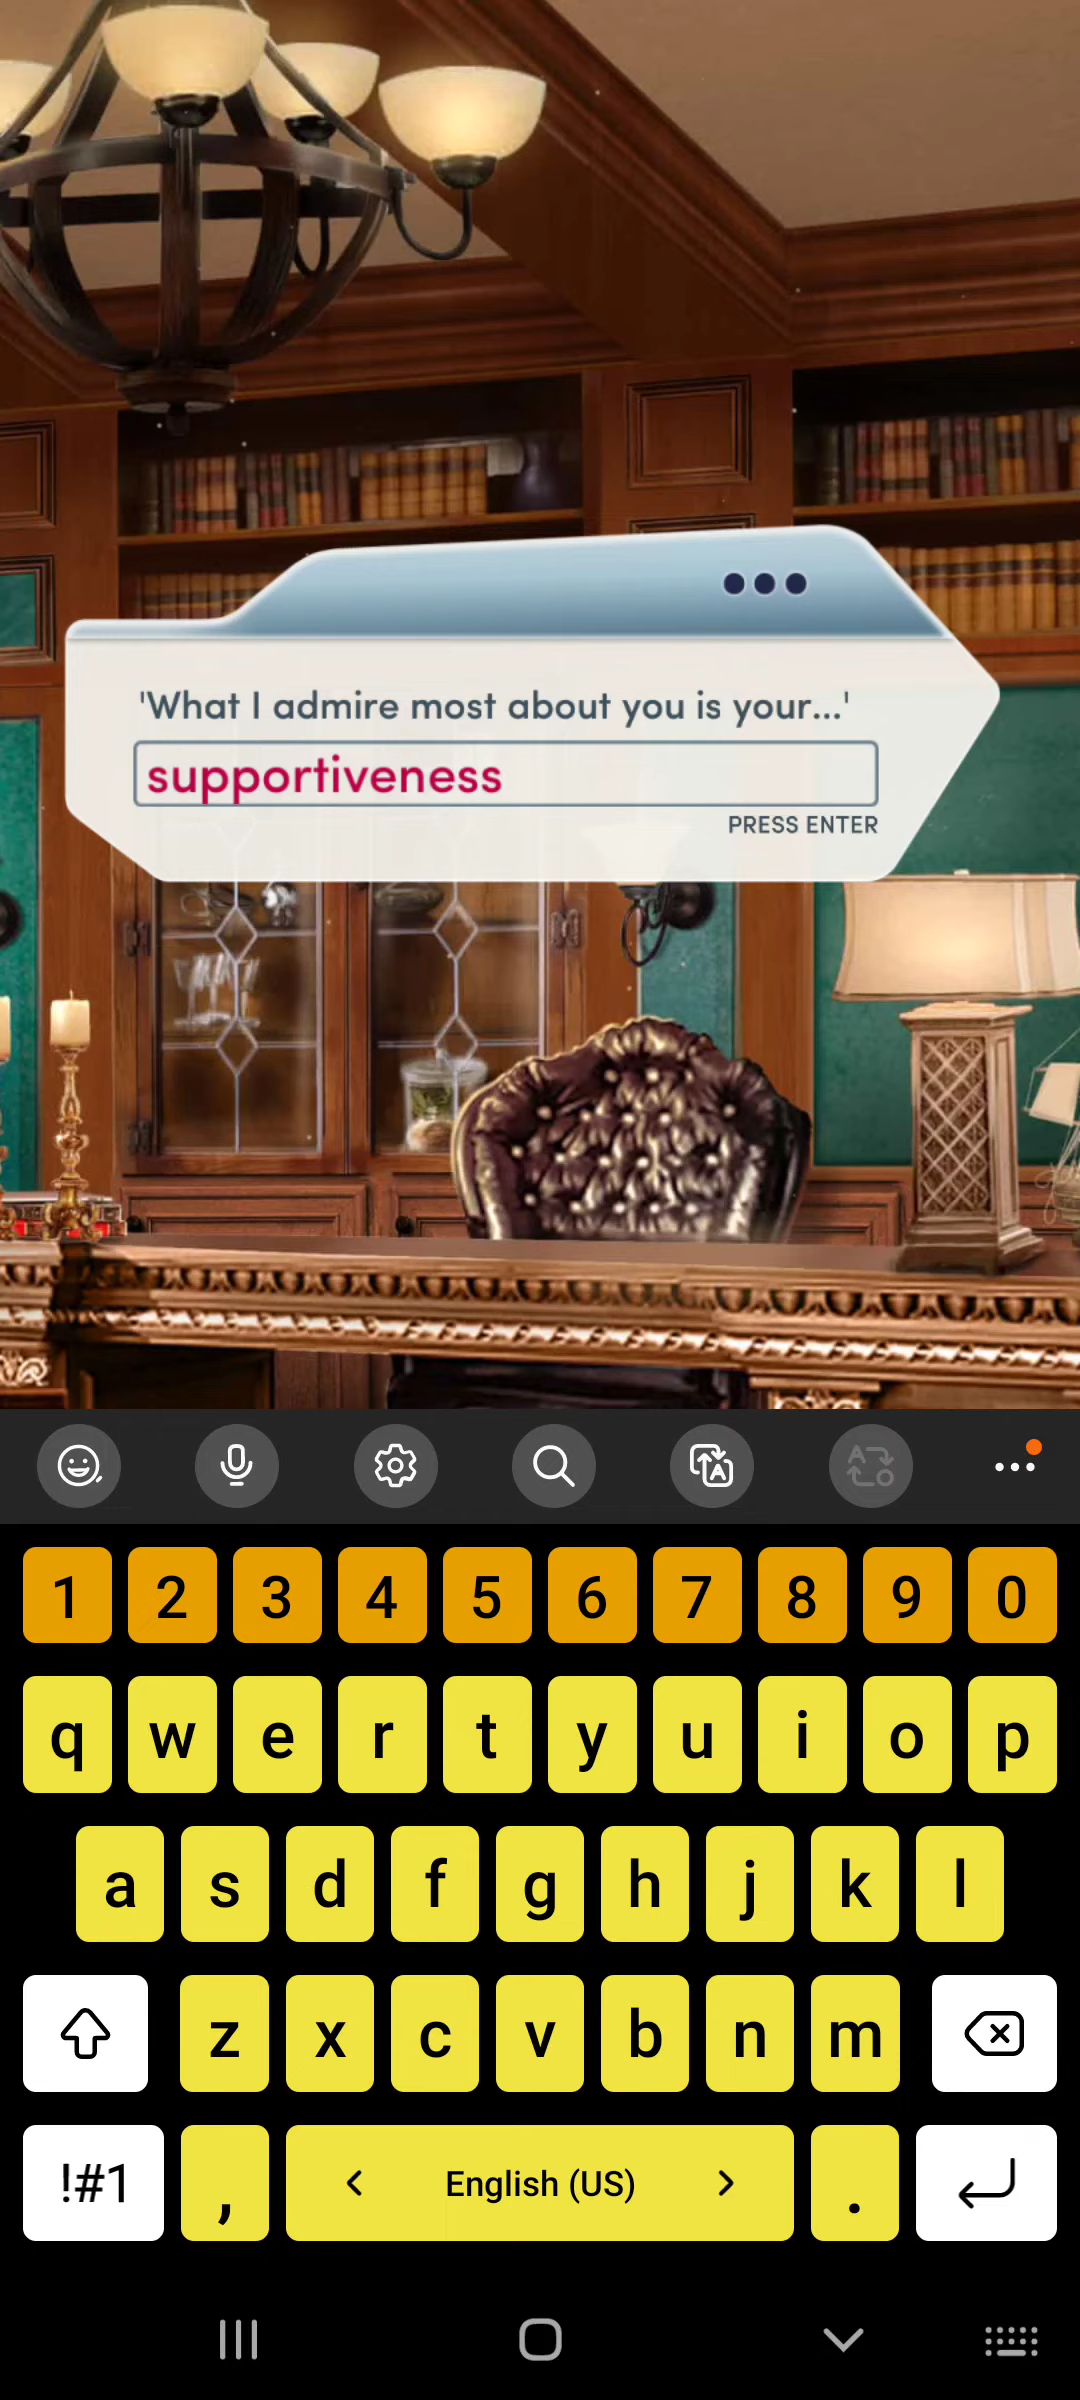 'What I admire most about you is your...'
supportiveness
PRESS ENTER
1 2 3 4 5 6 7 8 9 0
q w e r t y u i o p
a s d f g h j k l
z x c v b n m
!#1 , English (US) .